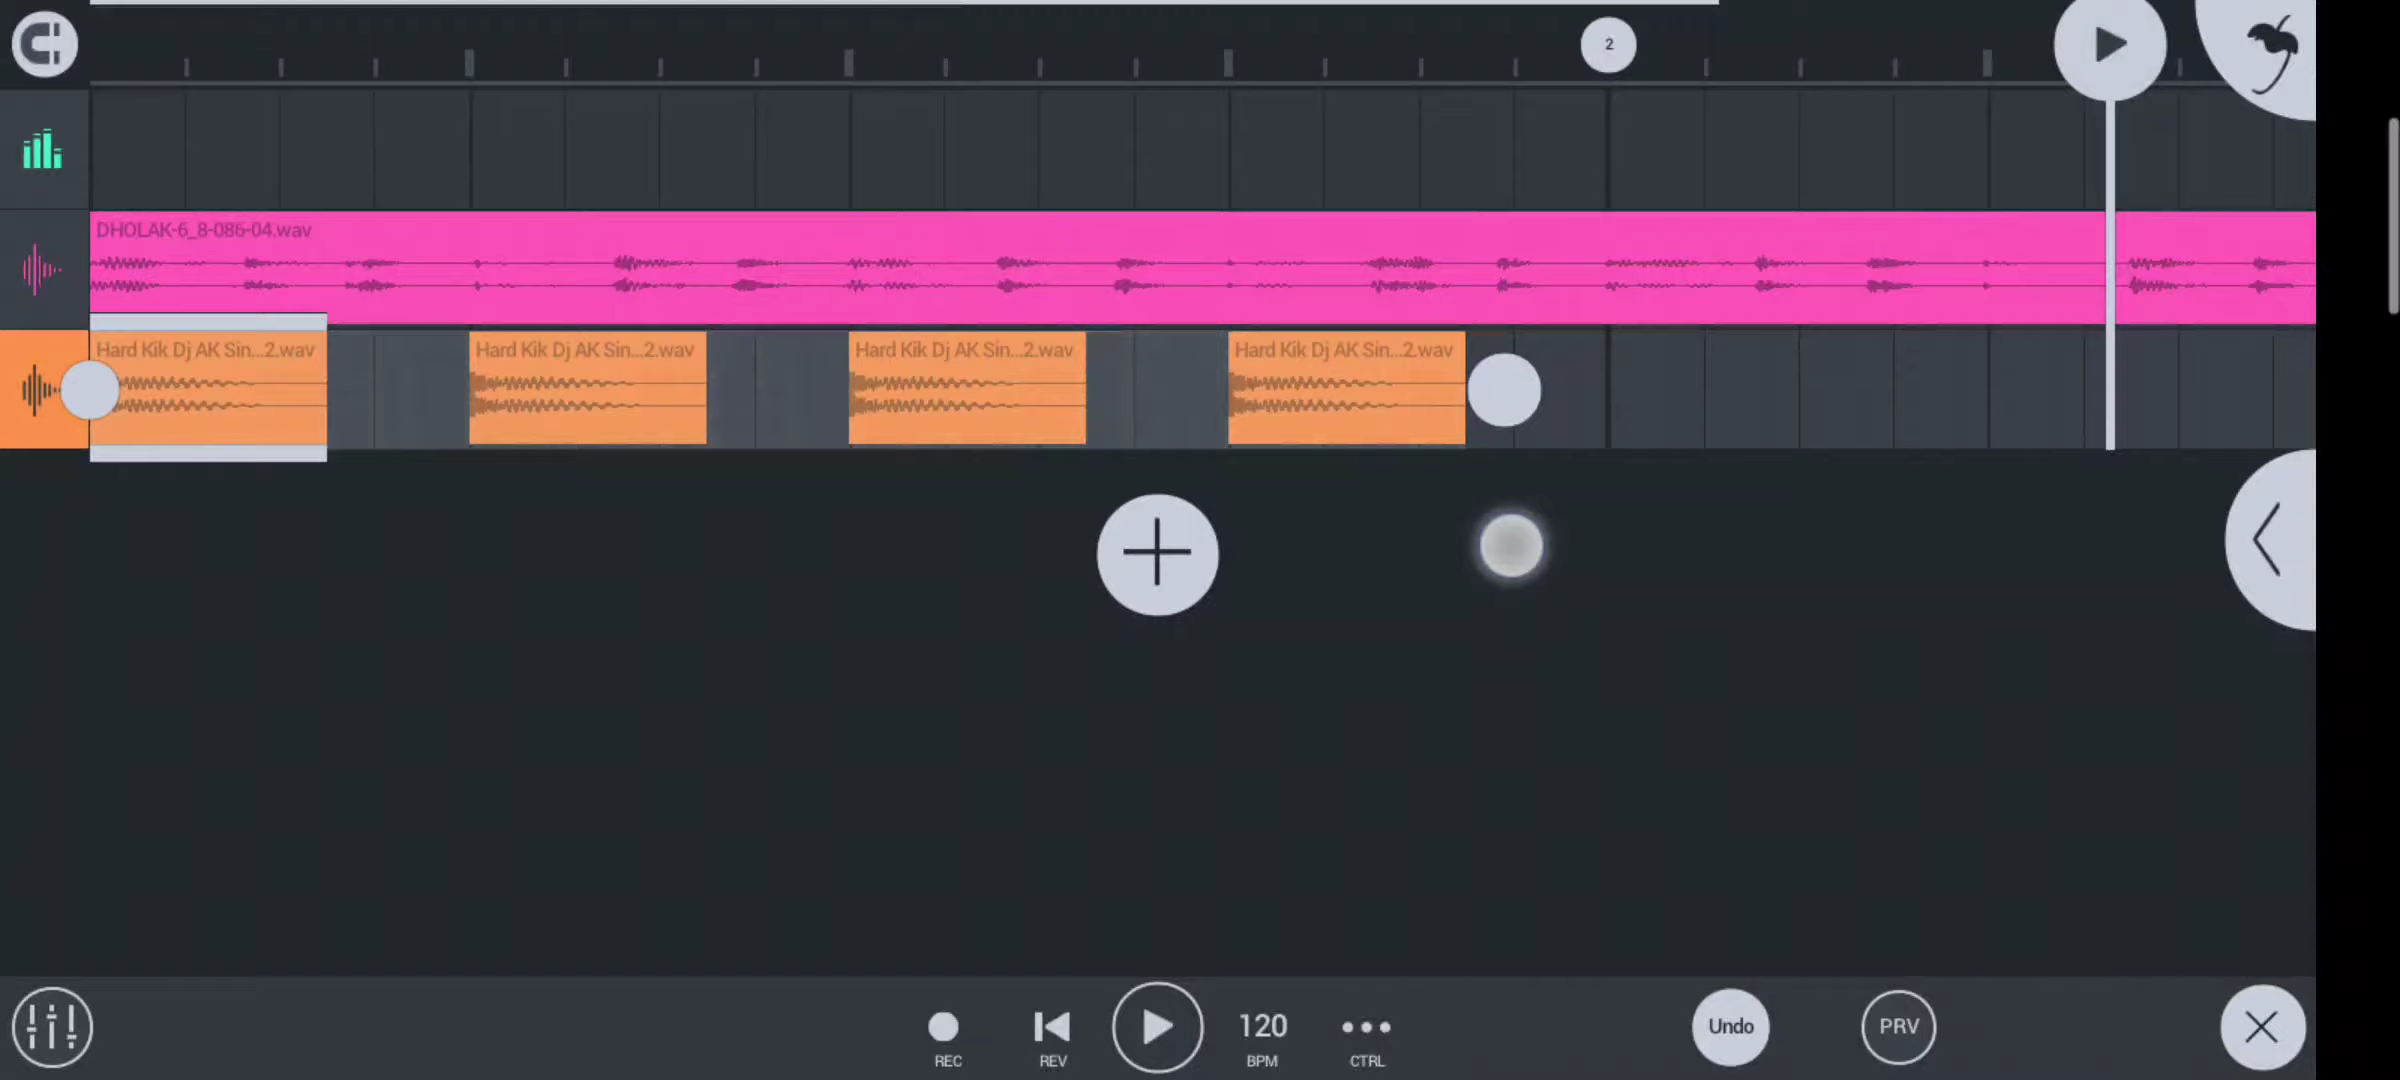 2
DHOLAK-6_8-086-04.wav
Hard Kik Dj AK Sin...2.wav
Hard Kik Dj AK Sin...2.wav
Hard Kik Dj AK Sin...2.wav
Hard Kik Dj AK Sin...2.wav
REC
REV
120
BPM
CTRL
Undo
PRV